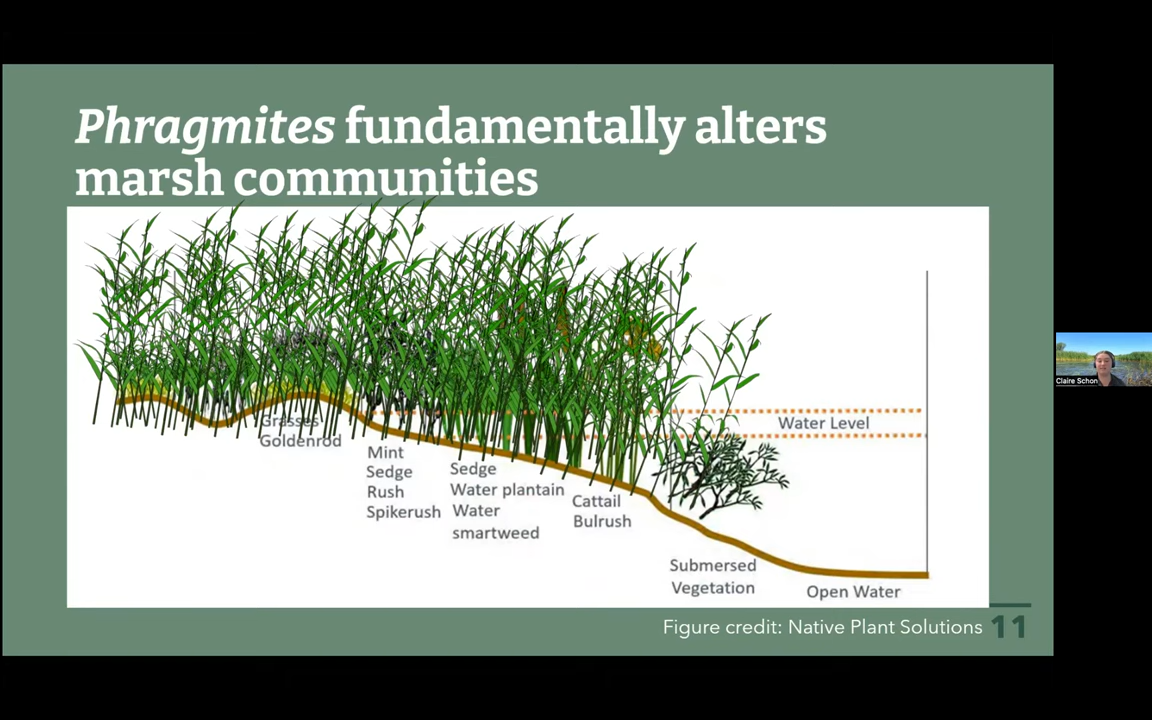 Phragmites fundamentally alters
marsh communities
Grasses
Goldenrod
Mint
Sedge
Rush
Spikerush
Sedge
Water plantain
Water
smartweed
Cattail
Bulrush
Submersed
Vegetation
Open Water
Water Level
Figure credit: Native Plant Solutions
11
Claire Schon